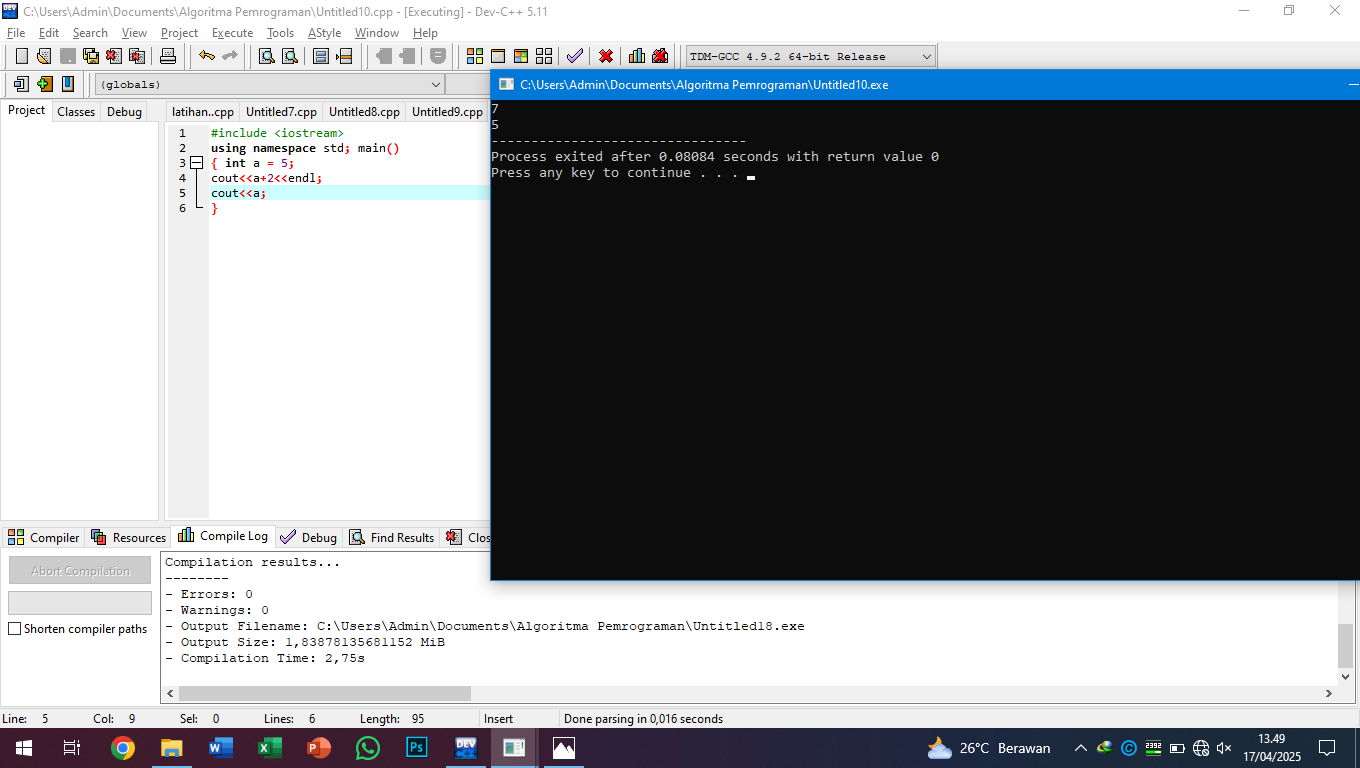 C:\Users\Admin\Documents\Algoritma Pemrograman\Untitled10.cpp - [Executing] - Dev-C++ 5.11
File Edit Search View Project Execute Tools AStyle Window Help
TDM-GCC 4.9.2 64-bit Release
(globals)
C:\Users\Admin\Documents\Algoritma Pemrograman\Untitled10.exe
Project Classes Debug
latihan..cpp Untitled7.cpp Untitled8.cpp Untitled9.cpp
1 #include <iostream>
2 using namespace std; main()
3 { int a = 5;
4 cout<<a+2<<endl;
5 cout<<a;
6 }
7
5
--------------------------------
Process exited after 0.08084 seconds with return value 0
Press any key to continue . . .
Compiler Resources Compile Log Debug Find Results Clos
Abort Compilation
Shorten compiler paths
Compilation results...
--------
- Errors: 0
- Warnings: 0
- Output Filename: C:\Users\Admin\Documents\Algoritma Pemrograman\Untitled18.exe
- Output Size: 1,83878135681152 MiB
- Compilation Time: 2,75s
Line: 5 Col: 9 Sel: 0 Lines: 6 Length: 95 Insert Done parsing in 0,016 seconds
DEV
Ps
26°C Berawan
13.49
17/04/2025